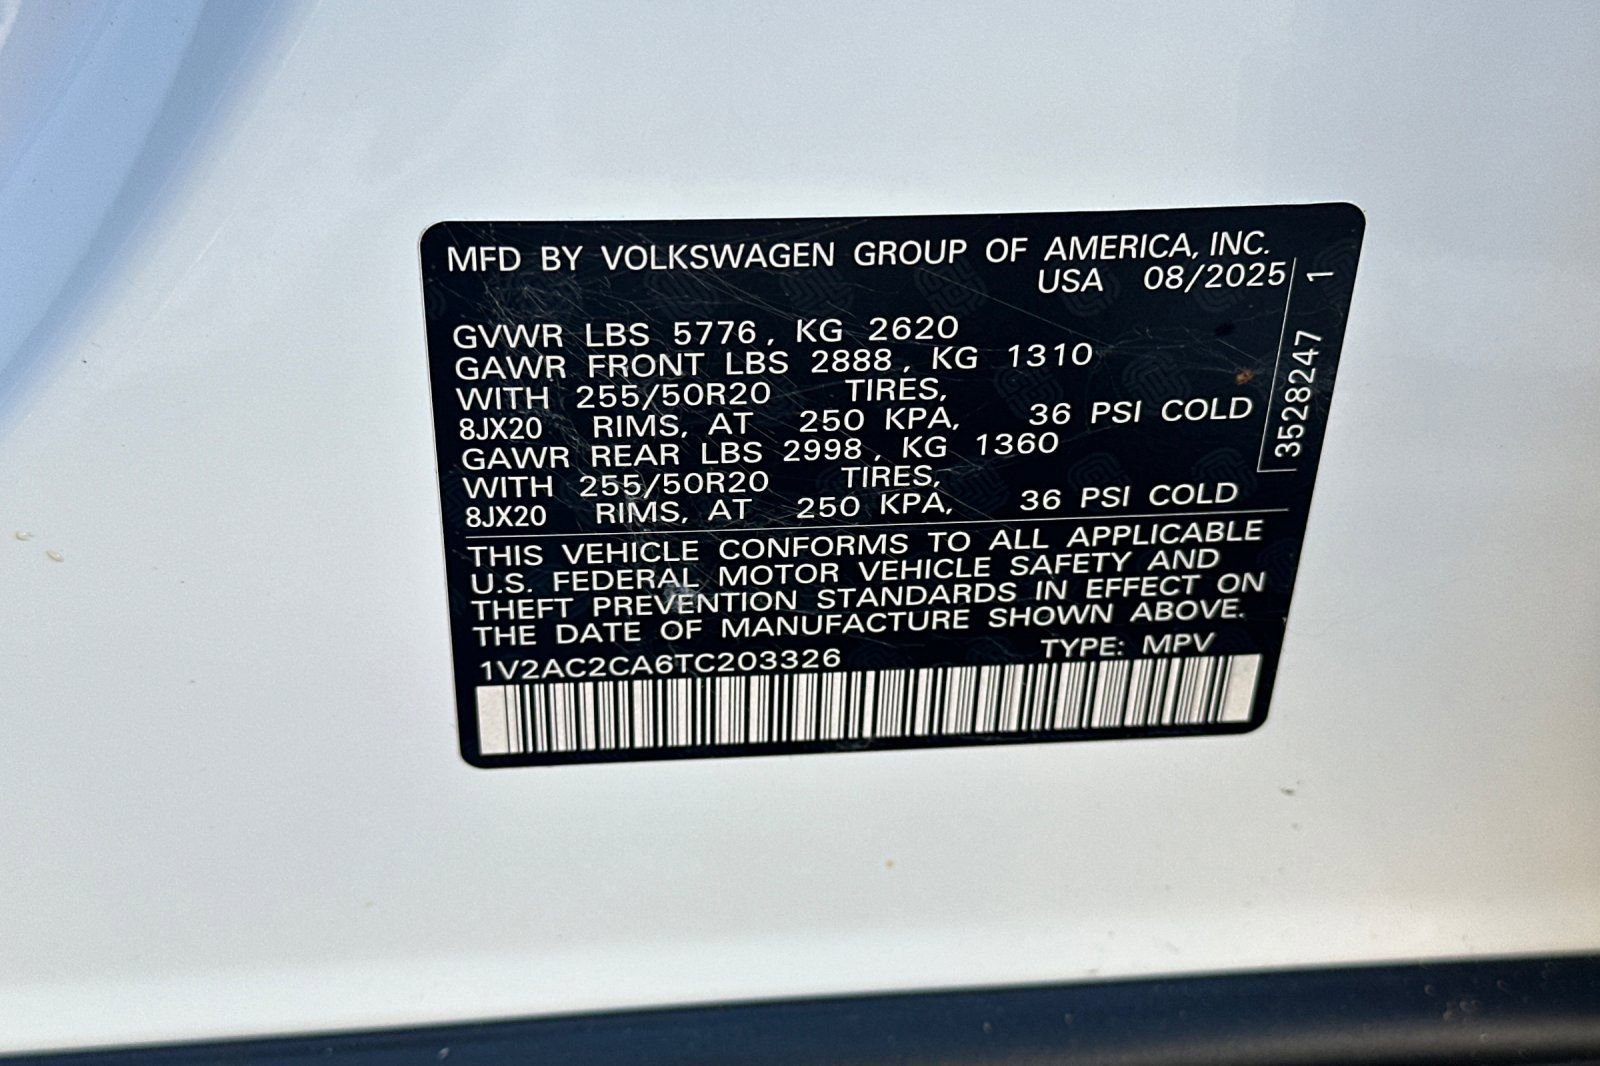 MFD BY VOLKSWAGEN GROUP OF AMERICA, INC.
USA 08/2025
GVWR LBS 5776, KG 2620
GAWR FRONT LBS 2888, KG 1310
WITH 255/50R20 TIRES,
8JX20 RIMS, AT 250 KPA, 36 PSI COLD
GAWR REAR LBS 2998, KG 1360
WITH 255/50R20 TIRES,
8JX20 RIMS, AT 250 KPA, 36 PSI COLD
THIS VEHICLE CONFORMS TO ALL APPLICABLE
U.S. FEDERAL MOTOR VEHICLE SAFETY AND
THEFT PREVENTION STANDARDS IN EFFECT ON
THE DATE OF MANUFACTURE SHOWN ABOVE.
1V2AC2CA6TC203326 TYPE: MPV
3528247 1